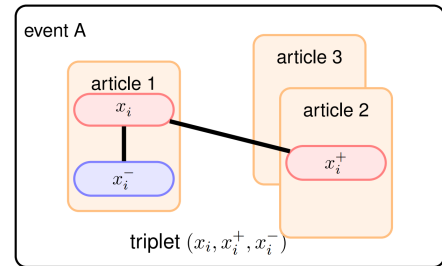 event A
article 3
article 1
article 2
$x_i$
$x_i^+$
$x_i^-$
triplet $(x_i, x_i^+, x_i^-)$